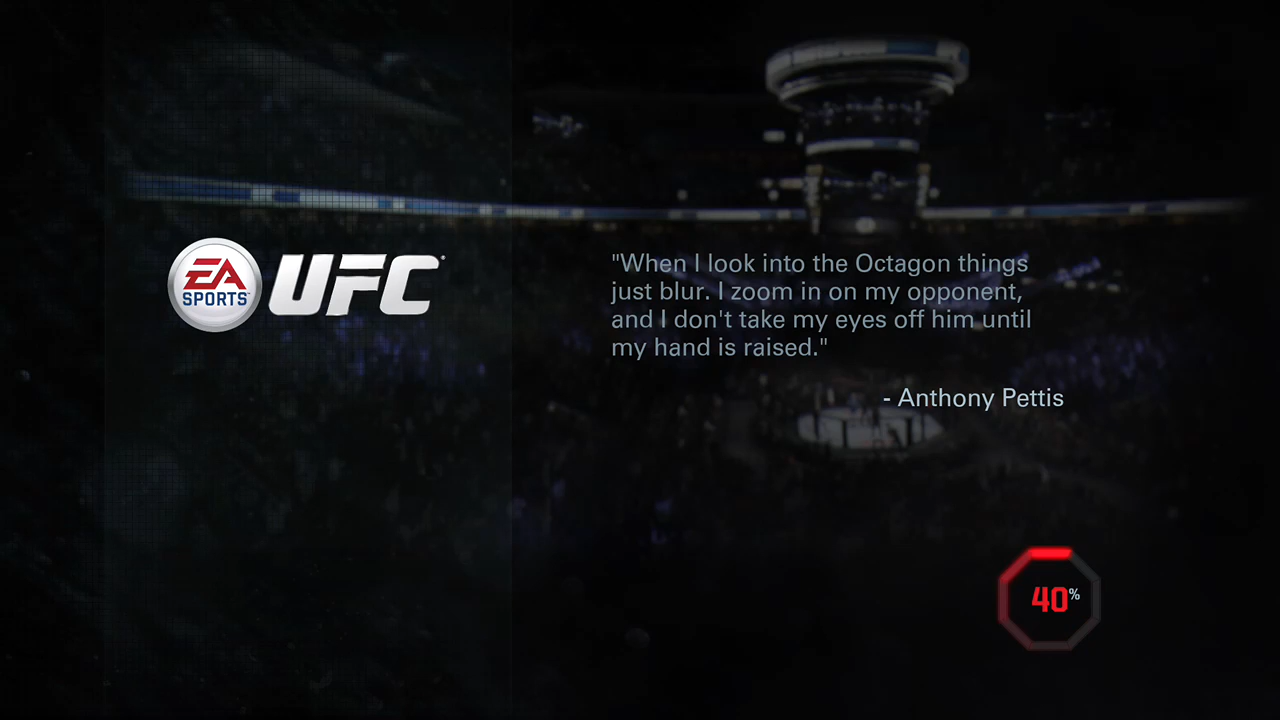 EA
SPORTS™
UFC®
"When I look into the Octagon things
just blur. I zoom in on my opponent,
and I don't take my eyes off him until
my hand is raised."
- Anthony Pettis
40%